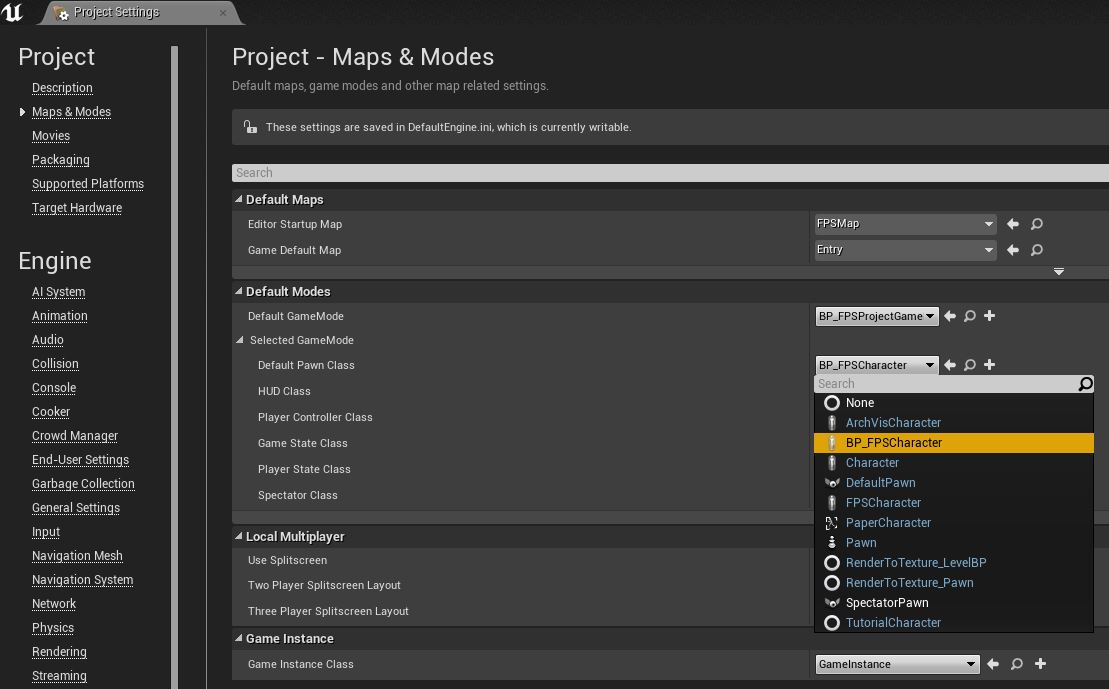 Project Settings
Project
Description
Maps & Modes
Movies
Packaging
Supported Platforms
Target Hardware
Engine
AI System
Animation
Audio
Collision
Console
Cooker
Crowd Manager
End-User Settings
Garbage Collection
General Settings
Input
Navigation Mesh
Navigation System
Network
Physics
Rendering
Streaming
Project - Maps & Modes
Default maps, game modes and other map related settings.
These settings are saved in DefaultEngine.ini, which is currently writable.
Search
Default Maps
Editor Startup Map FPSMap
Game Default Map Entry
Default Modes
Default GameMode BP_FPSProjectGame
Selected GameMode
Default Pawn Class BP_FPSCharacter
HUD Class
Player Controller Class
Game State Class
Player State Class
Spectator Class
Search
None
ArchVisCharacter
BP_FPSCharacter
Character
DefaultPawn
FPSCharacter
PaperCharacter
Pawn
RenderToTexture_LevelBP
RenderToTexture_Pawn
SpectatorPawn
TutorialCharacter
Local Multiplayer
Use Splitscreen
Two Player Splitscreen Layout
Three Player Splitscreen Layout
Game Instance
Game Instance Class GameInstance